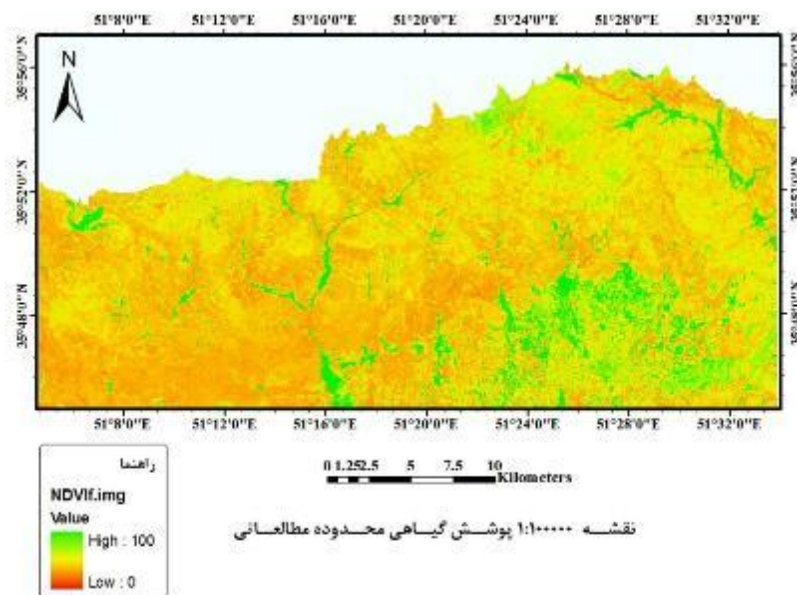 51°8'0"E 51°12'0"E 51°16'0"E 51°20'0"E 51°24'0"E 51°28'0"E 51°32'0"E
N
35°56'0"N
35°52'0"N
35°48'0"N
51°8'0"E 51°12'0"E 51°16'0"E 51°20'0"E 51°24'0"E 51°28'0"E 51°32'0"E
راهنما
NDVIf.img
Value
High : 100
Low : 0
0 1.25 2.5 5 7.5 10
Kilometers
نقشه ۱:۱۰۰۰۰۰ پوشش گیاهی محدوده مطالعاتی